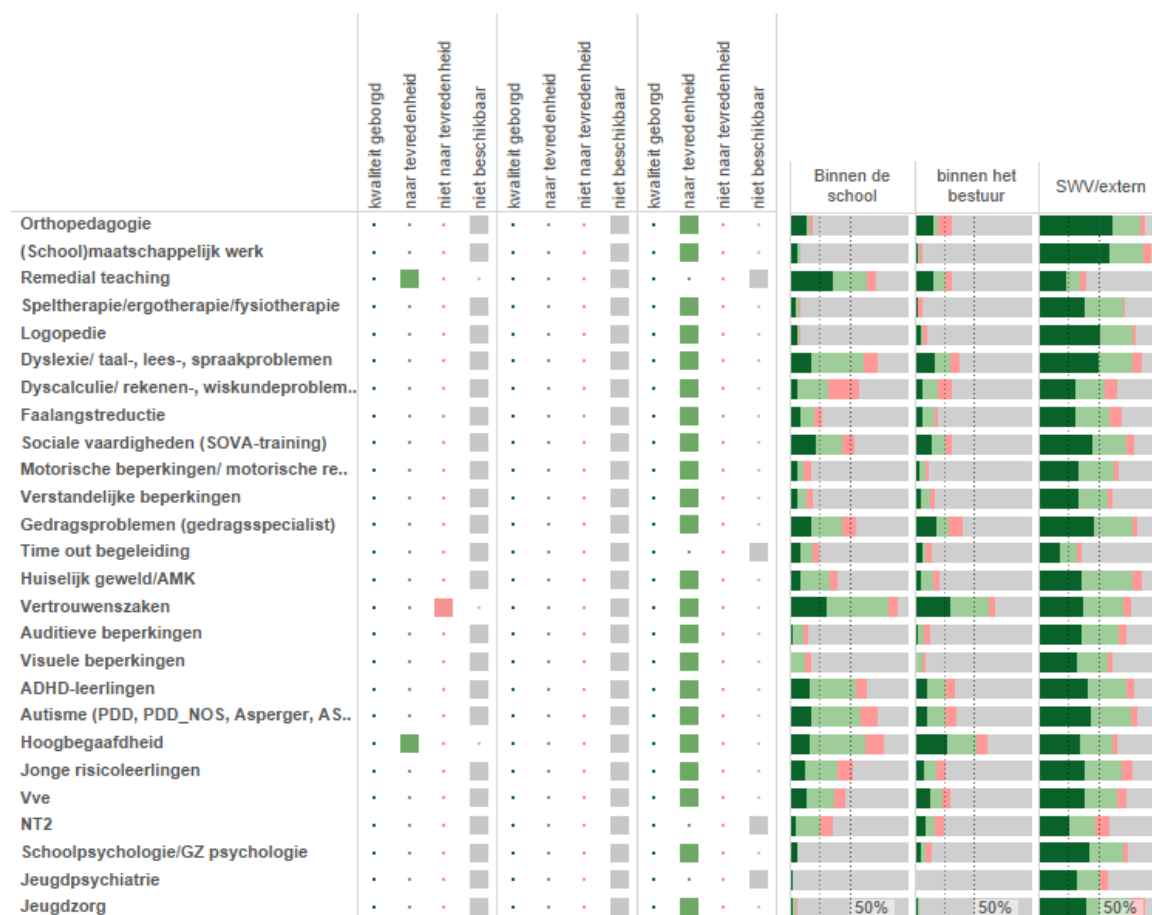 kwaliteit geborgd
naar tevredenheid
niet naar tevredenheid
niet beschikbaar
kwaliteit geborgd
naar tevredenheid
niet naar tevredenheid
niet beschikbaar
kwaliteit geborgd
naar tevredenheid
niet naar tevredenheid
niet beschikbaar
Binnen de
school
binnen het
bestuur
SWV/extern
Orthopedagogie
(School)maatschappelijk werk
Remedial teaching
Speltherapie/ergotherapie/fysiotherapie
Logopedie
Dyslexie/ taal-, lees-, spraakproblemen
Dyscalculie/ rekenen-, wiskundeproblem..
Faalangstreductie
Sociale vaardigheden (SOVA-training)
Motorische beperkingen/ motorische re..
Verstandelijke beperkingen
Gedragsproblemen (gedragsspecialist)
Time out begeleiding
Huiselijk geweld/AMK
Vertrouwenszaken
Auditieve beperkingen
Visuele beperkingen
ADHD-leerlingen
Autisme (PDD, PDD_NOS, Asperger, AS..
Hoogbegaafdheid
Jonge risicoleerlingen
Vve
NT2
Schoolpsychologie/GZ psychologie
Jeugdpsychiatrie
Jeugdzorg 50% 50% 50%